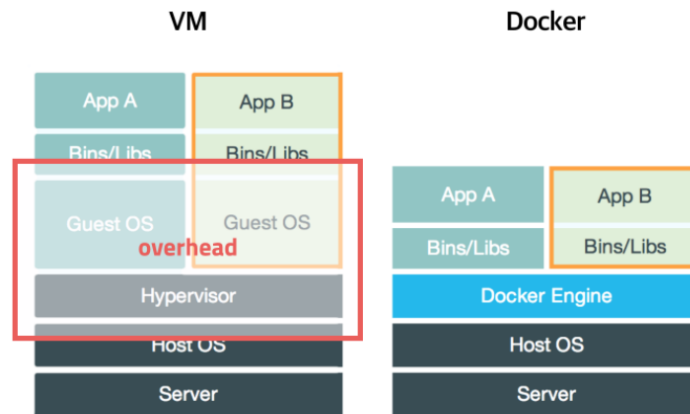 VM
App A
App B
Bins/Libs
Bins/Libs
Guest OS
Guest OS
overhead
Hypervisor
Host OS
Server
Docker
App A
App B
Bins/Libs
Bins/Libs
Docker Engine
Host OS
Server